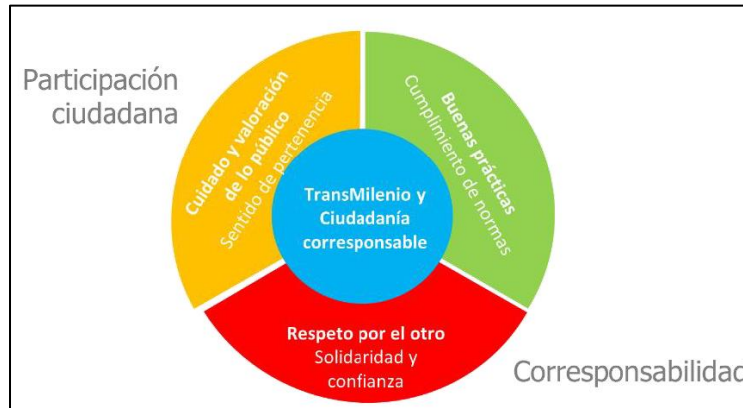 Participación
ciudadana
Cuidado y valoración
de lo público
Sentido de pertenencia
Buenas prácticas
Cumplimiento de normas
TransMilenio y
Ciudadanía
corresponsable
Respeto por el otro
Solidaridad y
confianza
Corresponsabilidad